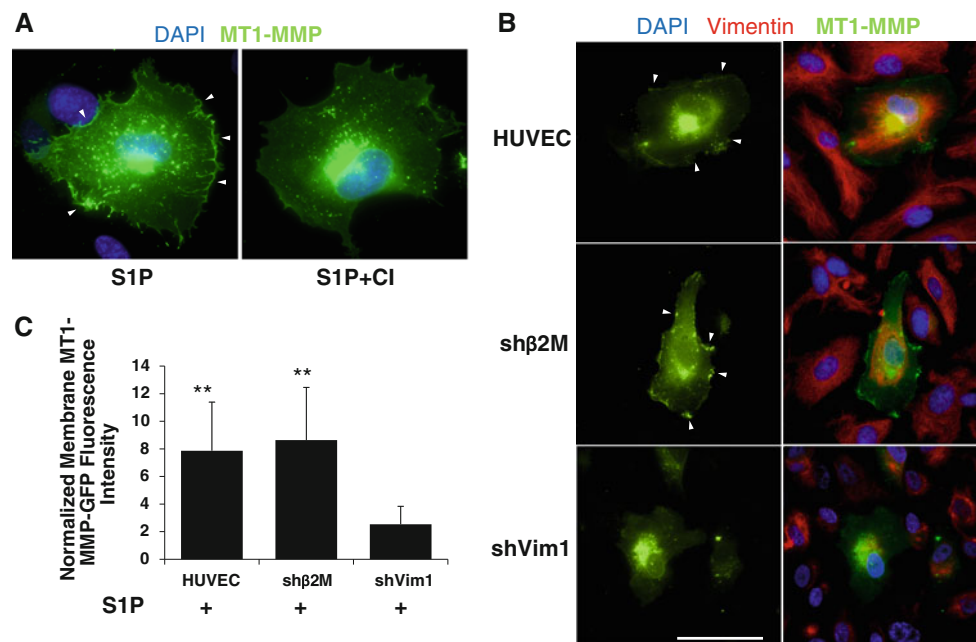 A
DAPI MT1-MMP
S1P
S1P+CI
B
DAPI Vimentin MT1-MMP
HUVEC
shβ2M
shVim1
C
Normalized Membrane MT1-
MMP-GFP Fluorescence
Intensity
14
12
10
8
6
4
2
0
**
**
HUVEC shβ2M shVim1
S1P + + +